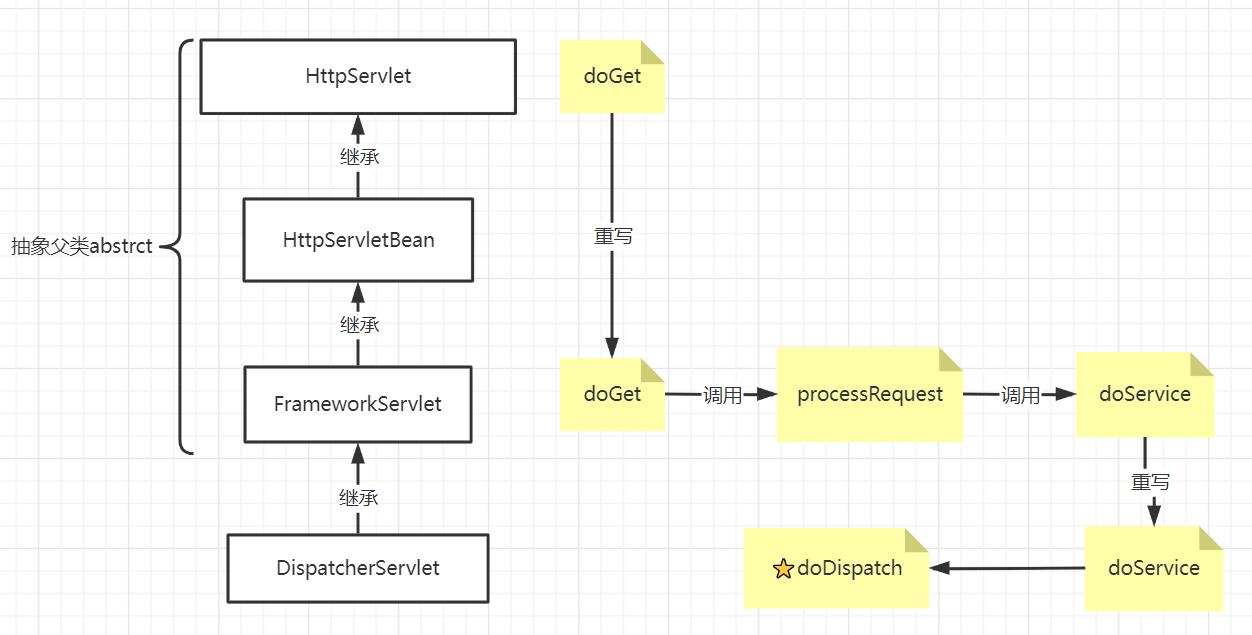 HttpServlet
doGet
继承
HttpServletBean
重写
抽象父类abstrct
继承
FrameworkServlet
doGet
调用
processRequest
调用
doService
继承
重写
DispatcherServlet
doDispatch
doService